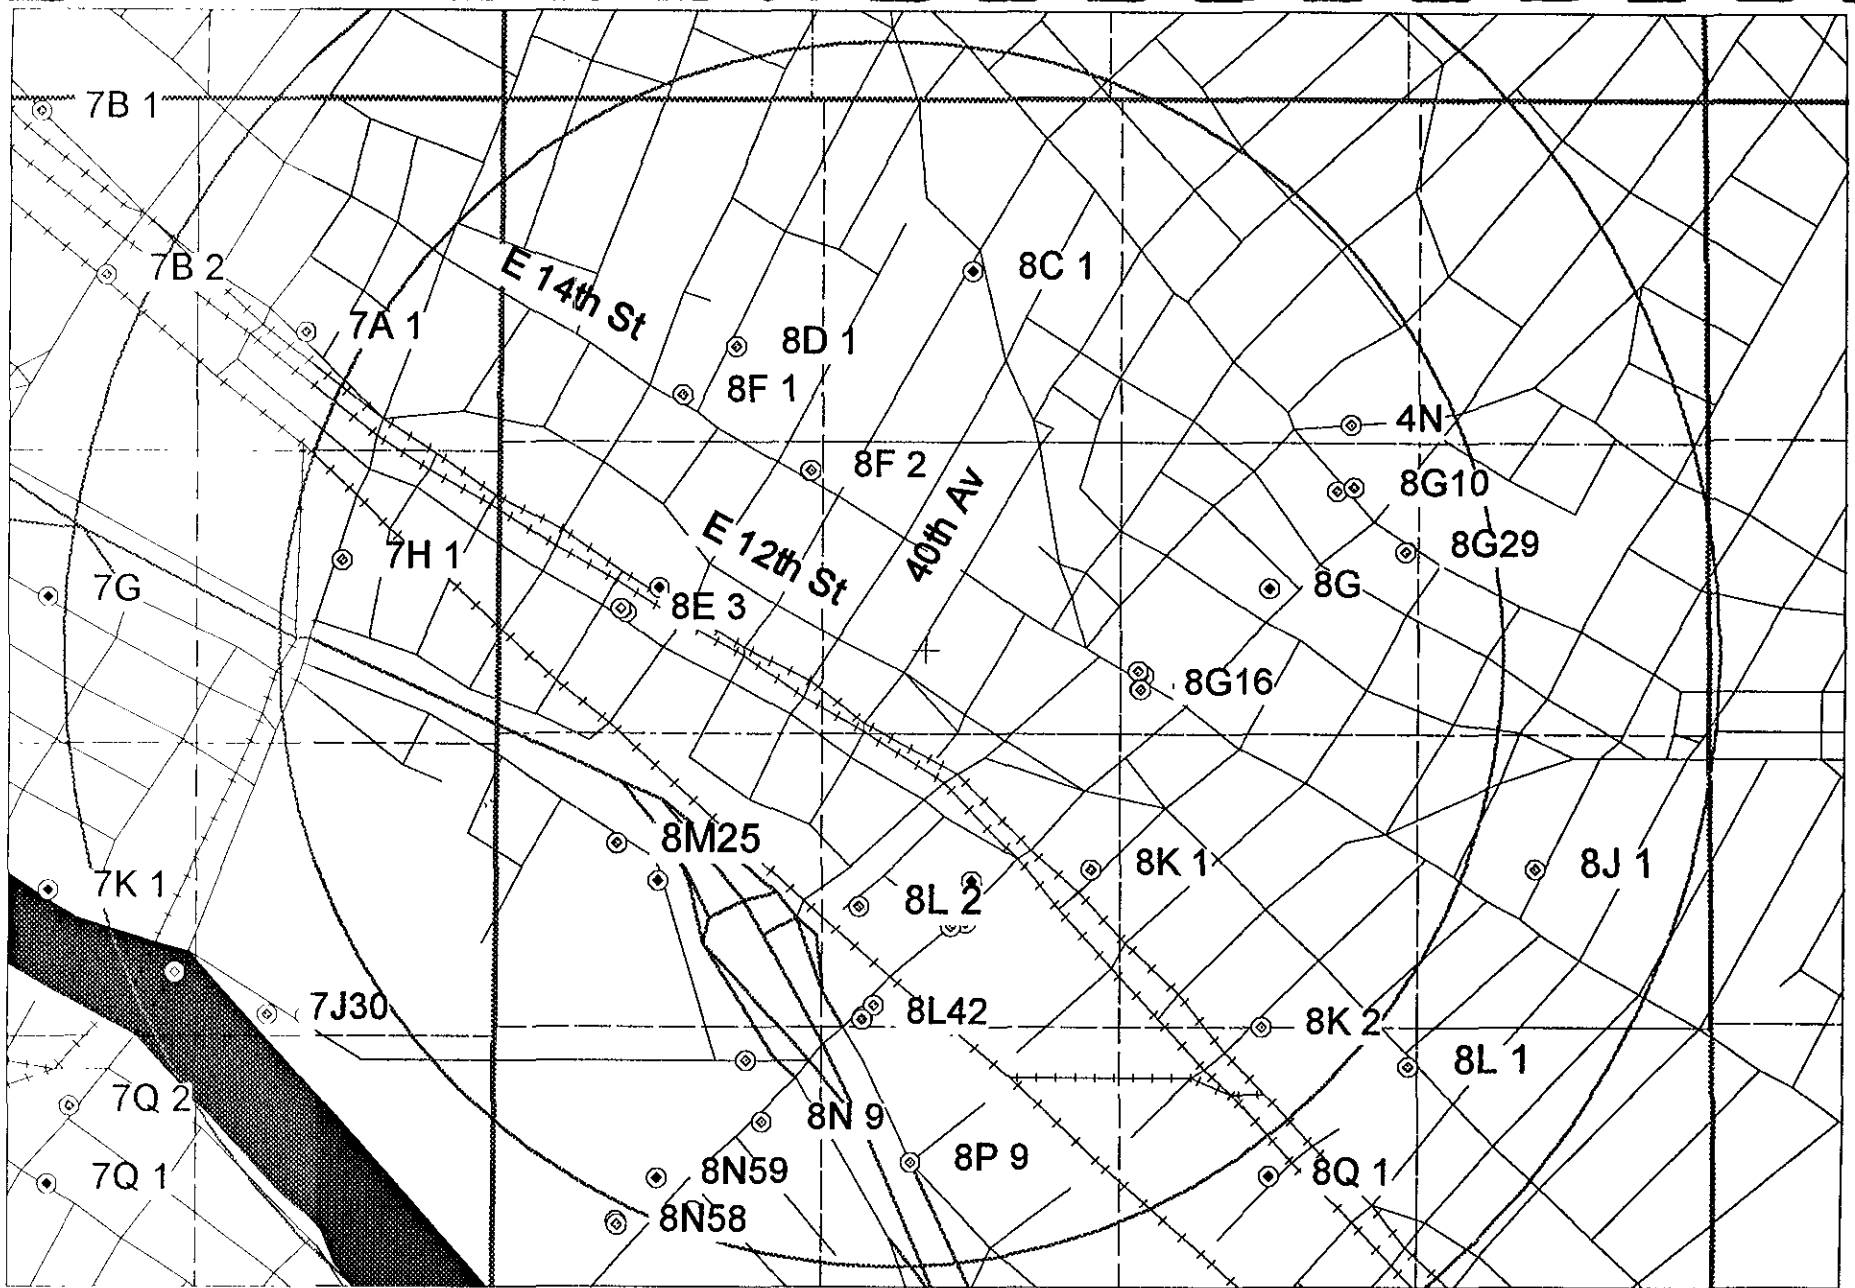 7B 1
7B 2
8C 1
E 14th St
7A 1
8D 1
8F 1
4N
8F 2
8G10
40th Av
E 12th St
8G29
7H 1
7G
8G
8E 3
8G16
8M25
8K 1
8J 1
7K 1
8L 2
7J30
8L42
8K 2
8L 1
7Q 2
8N 9
8P 9
7Q 1
8N59
8Q 1
8N58